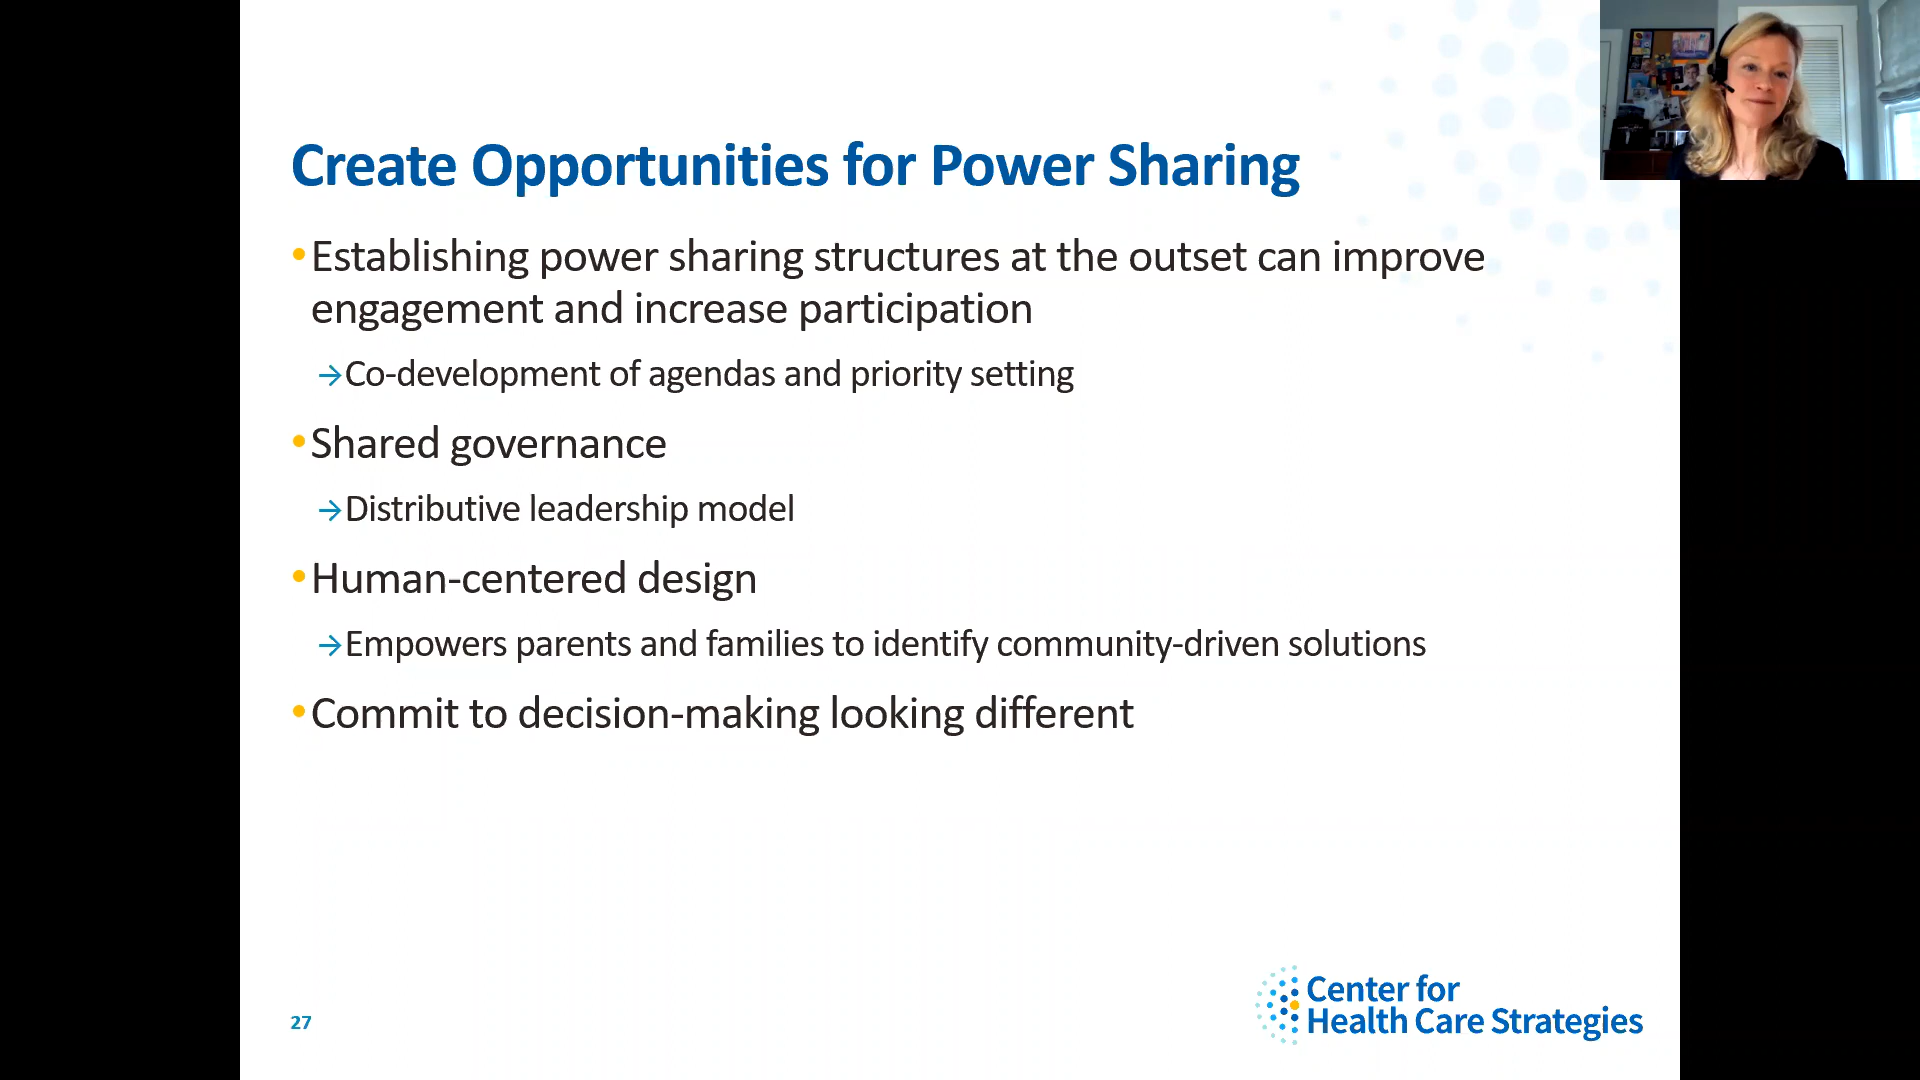 Create Opportunities for Power Sharing
•Establishing power sharing structures at the outset can improve
engagement and increase participation
→Co-development of agendas and priority setting
•Shared governance
→Distributive leadership model
•Human-centered design
→Empowers parents and families to identify community-driven solutions
•Commit to decision-making looking different
27
Center for
Health Care Strategies